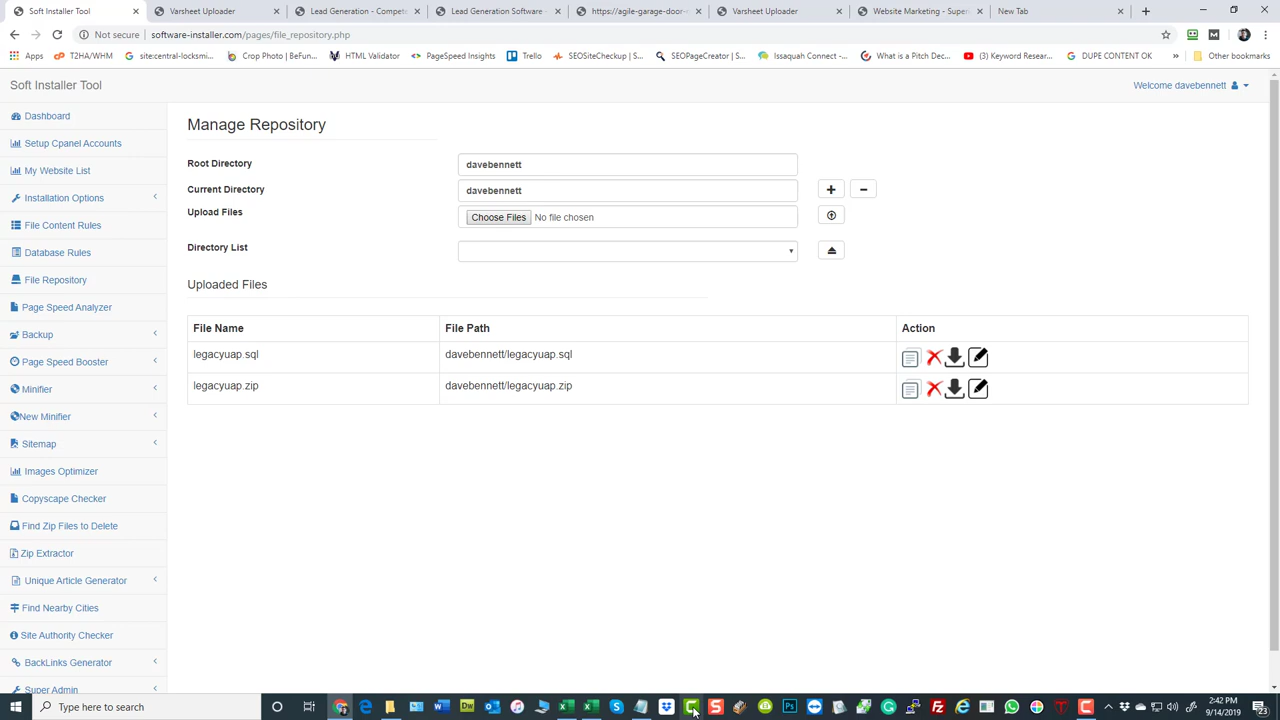 Soft Installer Tool
Varsheet Uploader
Lead Generation - Compete
Lead Generation Software -
https://agile-garage-door-
Varsheet Uploader
Website Marketing - Super
New Tab
Not secure
software-installer.com/pages/file_repository.php
Apps
T2HA/WHM
site:central-locksmi...
Crop Photo | BeFun...
HTML Validator
PageSpeed Insights
Trello
SEOSiteCheckup | S...
SEOPageCreator | S...
Issaquah Connect -...
What is a Pitch Dec...
(3) Keyword Resear...
DUPE CONTENT OK
»
Other bookmarks
Soft Installer Tool
Welcome davebennett
Dashboard
Setup Cpanel Accounts
My Website List
Installation Options
File Content Rules
Database Rules
File Repository
Page Speed Analyzer
Backup
Page Speed Booster
Minifier
New Minifier
Sitemap
Images Optimizer
Copyscape Checker
Find Zip Files to Delete
Zip Extractor
Unique Article Generator
Find Nearby Cities
Site Authority Checker
BackLinks Generator
Super Admin
Manage Repository
Root Directory
davebennett
Current Directory
davebennett
Upload Files
Choose Files No file chosen
Directory List
Uploaded Files
File Name File Path Action
legacyuap.sql davebennett/legacyuap.sql
legacyuap.zip davebennett/legacyuap.zip
Type here to search
2:42 PM
9/14/2019
23